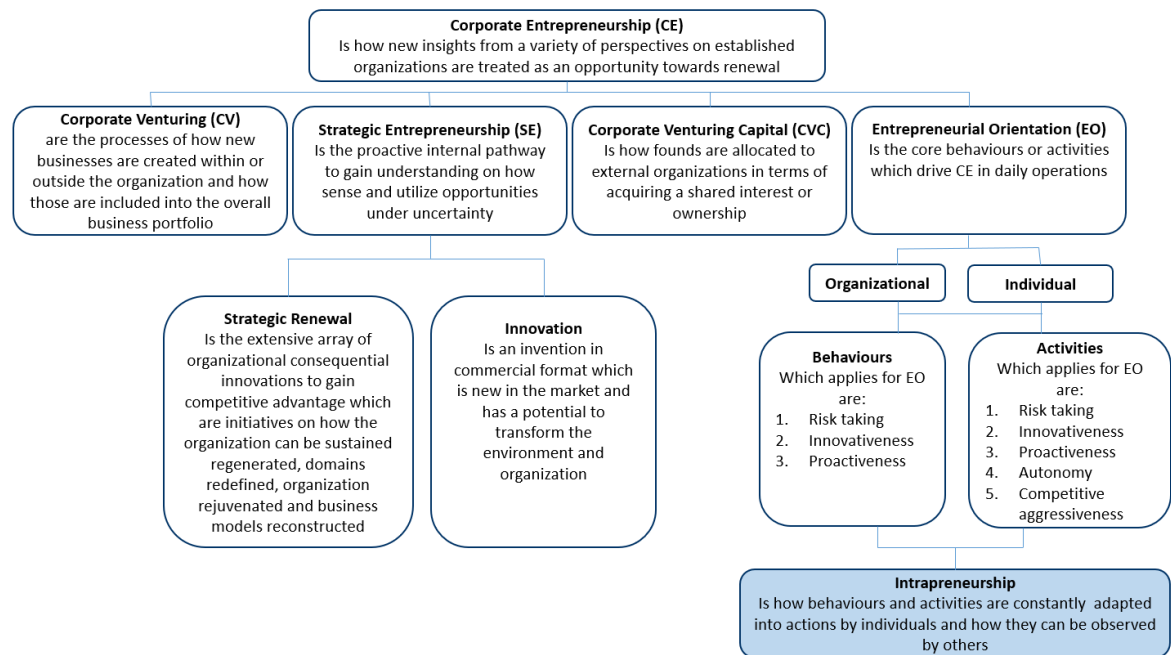 Corporate Entrepreneurship (CE)
Is how new insights from a variety of perspectives on established
organizations are treated as an opportunity towards renewal
Corporate Venturing (CV)
are the processes of how new
businesses are created within or
outside the organization and how
those are included into the overall
business portfolio
Strategic Entrepreneurship (SE)
Is the proactive internal pathway
to gain understanding on how
sense and utilize opportunities
under uncertainty
Corporate Venturing Capital (CVC)
Is how founds are allocated to
external organizations in terms of
acquiring a shared interest or
ownership
Entrepreneurial Orientation (EO)
Is the core behaviours or activities
which drive CE in daily operations
Organizational
Individual
Strategic Renewal
Is the extensive array of
organizational consequential
innovations to gain
competitive advantage which
are initiatives on how the
organization can be sustained
regenerated, domains
redefined, organization
rejuvenated and business
models reconstructed
Innovation
Is an invention in
commercial format which
is new in the market and
has a potential to
transform the
environment and
organization
Behaviours
Which applies for EO
are:
1. Risk taking
2. Innovativeness
3. Proactiveness
Activities
Which applies for EO
are:
1. Risk taking
2. Innovativeness
3. Proactiveness
4. Autonomy
5. Competitive
aggressiveness
Intrapreneurship
Is how behaviours and activities are constantly adapted
into actions by individuals and how they can be observed
by others